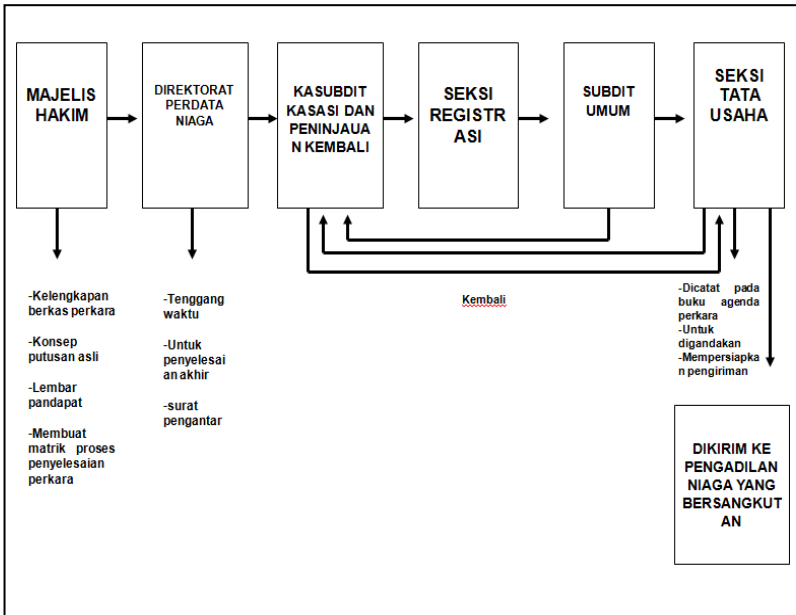 MAJELIS
HAKIM
DIREKTORAT
PERDATA
NIAGA
KASUBDIT
KASASI DAN
PENINJAUA
N KEMBALI
SEKSI
REGISTR
ASI
SUBDIT
UMUM
SEKSI
TATA
USAHA
-Kelengkapan
berkas perkara
-Konsep
putusan asli
-Lembar
pandapat
-Membuat
matrik proses
penyelesaian
perkara
-Tenggang
waktu
-Untuk
penyelesai
an akhir
-surat
pengantar
Kembali
-Dicatat pada
buku agenda
perkara
-Untuk
digandakan
-Mempersiapka
n pengiriman
DIKIRIM KE
PENGADILAN
NIAGA YANG
BERSANGKUT
AN